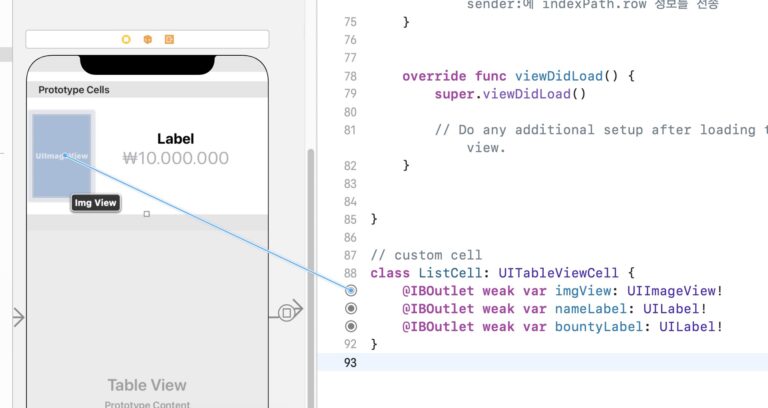 sender:에 indexPath.row 정보를 전송
75 }
76
77
78 override func viewDidLoad() {
79 super.viewDidLoad()
80
81 // Do any additional setup after loading t
view.
82 }
83
84
85 }
86
87 // custom cell
88 class ListCell: UITableViewCell {
@IBOutlet weak var imgView: UIImageView!
@IBOutlet weak var nameLabel: UILabel!
@IBOutlet weak var bountyLabel: UILabel!
92 }
93
Prototype Cells
UIImageView
Label
₩10.000.000
Img View
Table View
Prototype Content